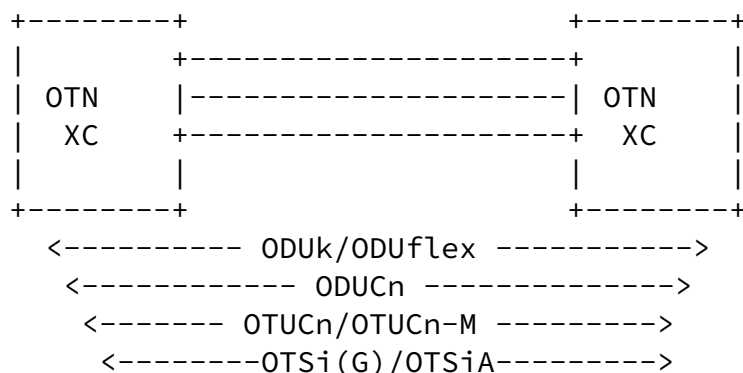 +--------+                     +--------+
|        +---------------------+        |
| OTN    |---------------------| OTN    |
|  XC    +---------------------+  XC    |
|        |                     |        |
+--------+                     +--------+
<---------- ODUk/ODUflex ----------->
<------------ ODUCn -------------->
<------- OTUCn/OTUCn-M --------->
<--------OTSi(G)/OTSiA--------->